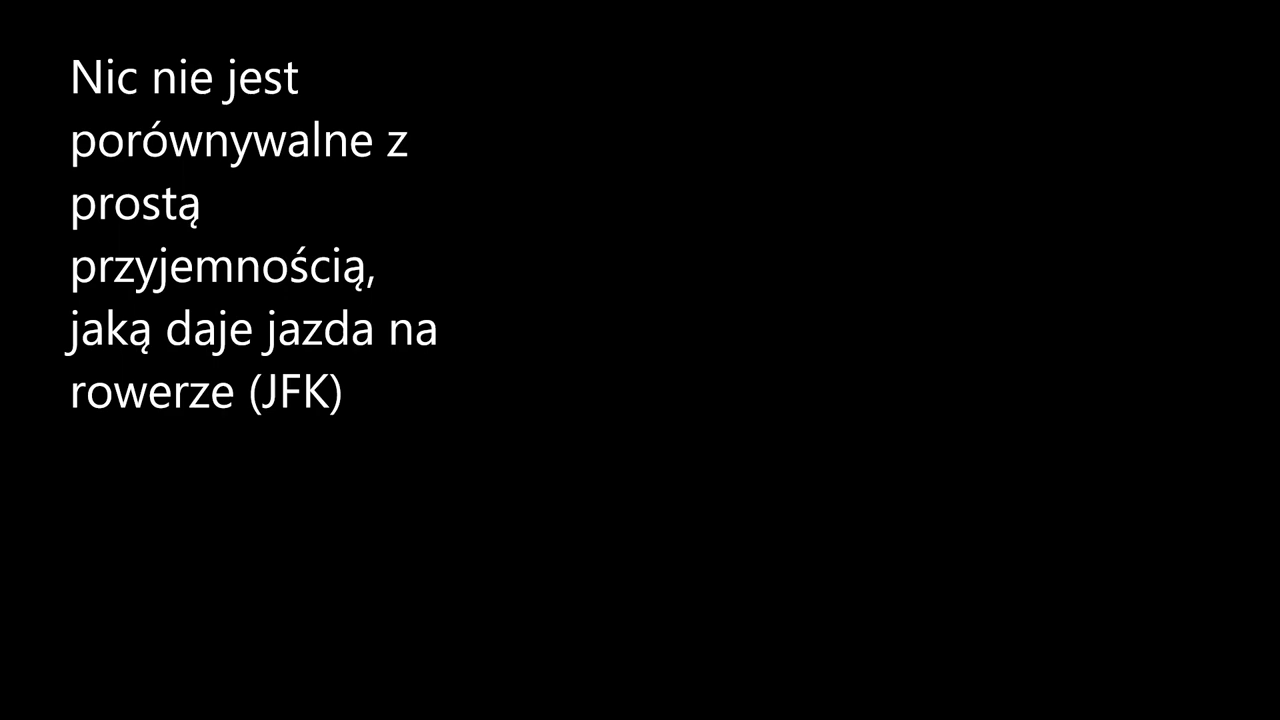 Nic nie jest
porównywalne z
prostą
przyjemnością,
jaką daje jazda na
rowerze (JFK)